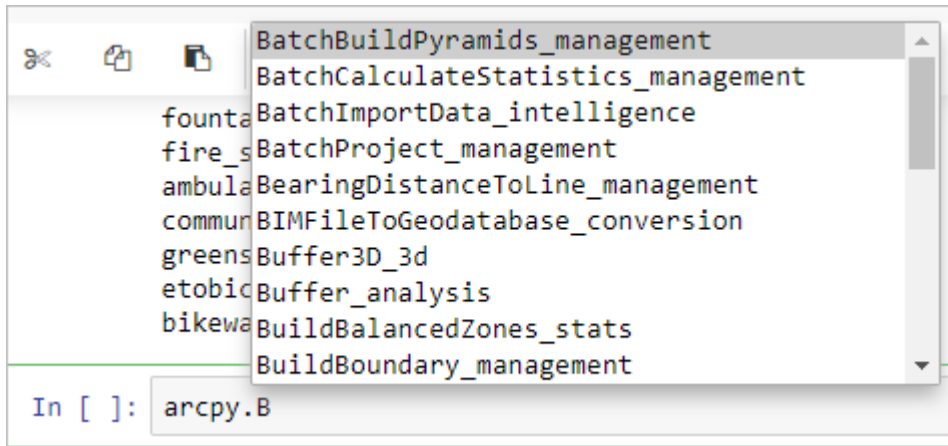 BatchBuildPyramids_management
BatchCalculateStatistics_management
BatchImportData_intelligence
BatchProject_management
BearingDistanceToLine_management
BIMFileToGeodatabase_conversion
Buffer3D_3d
Buffer_analysis
BuildBalancedZones_stats
BuildBoundary_management
founta
fire_s
ambula
commun
greens
etobic
bikewa
In [ ]: arcpy.B